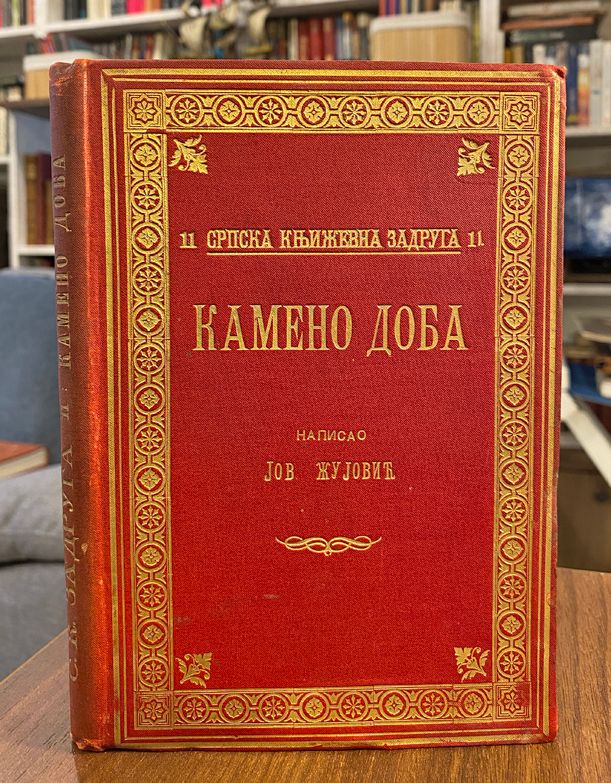 11 СРПСКА КЊИЖЕВНА ЗАДРУГА 11
КАМЕНО ДОБА
НАПИСАО
ЈОВ ЖУЈОВИЋ
С. К. ЗАДРУГА 11. КАМЕНО ДОБА